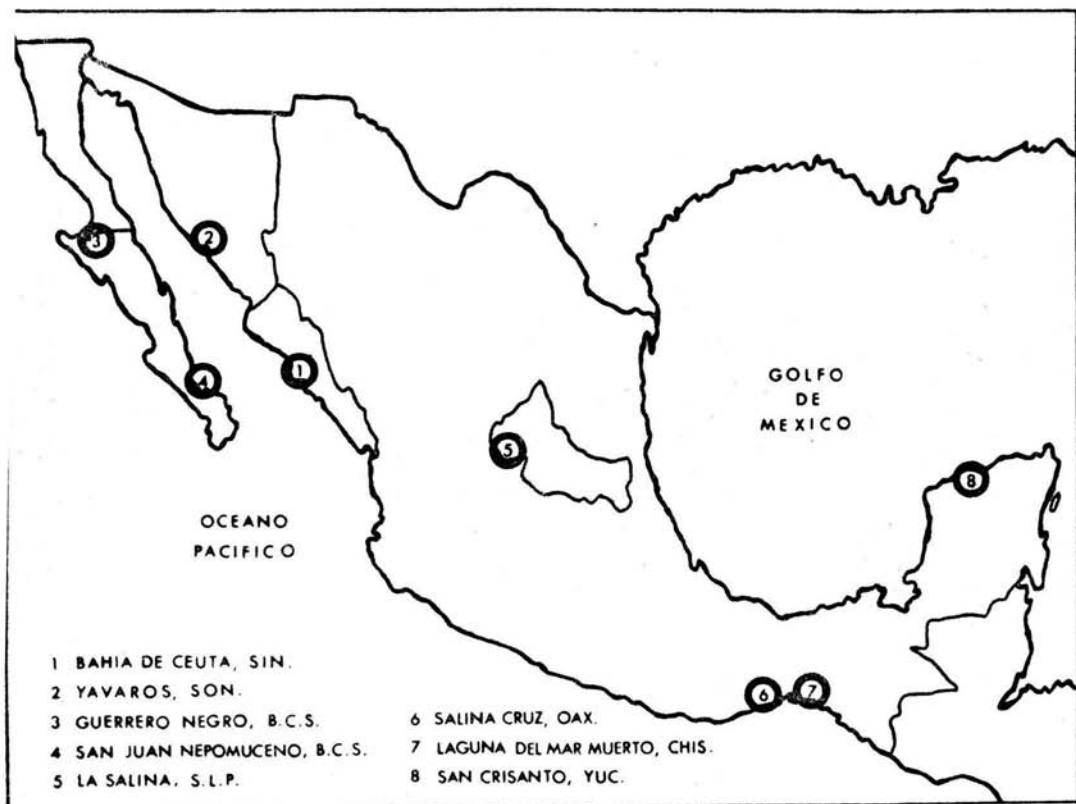 3
2
4
1
5
GOLFO
DE
MEXICO
8
OCEANO
PACIFICO
6
7
1 BAHIA DE CEUTA, SIN.
2 YAVAROS, SON.
3 GUERRERO NEGRO, B.C.S.
4 SAN JUAN NEPOMUCENO, B.C.S.
5 LA SALINA, S.L.P.
6 SALINA CRUZ, OAX.
7 LAGUNA DEL MAR MUERTO, CHIS.
8 SAN CRISANTO, YUC.